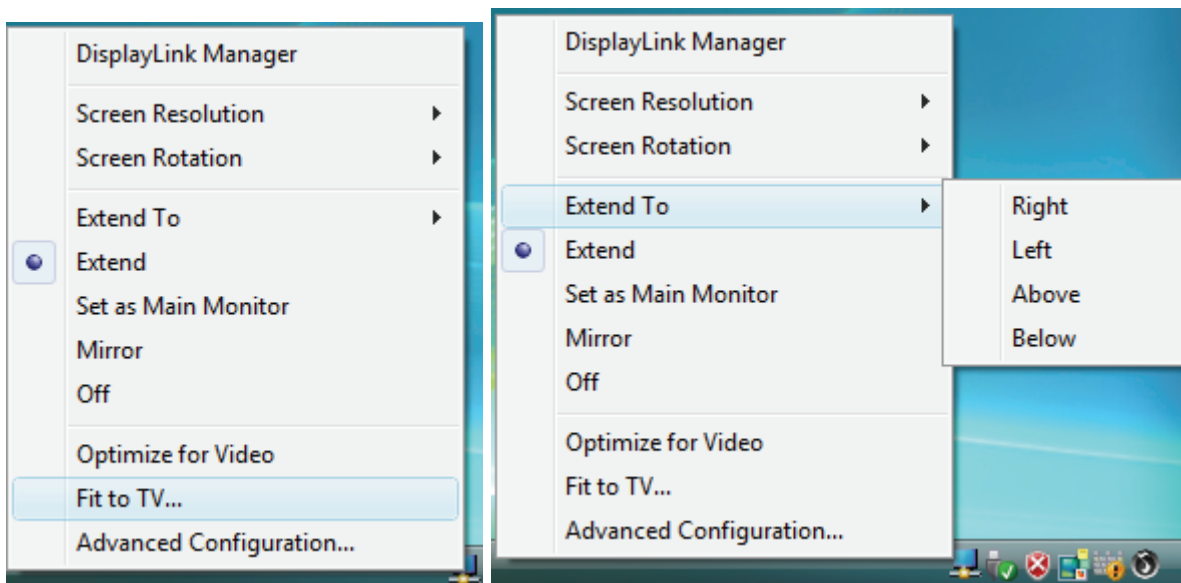 DisplayLink Manager
Screen Resolution
Screen Rotation
Extend To
Extend
Set as Main Monitor
Mirror
Off
Optimize for Video
Fit to TV...
Advanced Configuration...
DisplayLink Manager
Screen Resolution
Screen Rotation
Extend To
Extend
Set as Main Monitor
Mirror
Off
Optimize for Video
Fit to TV...
Advanced Configuration...
Right
Left
Above
Below